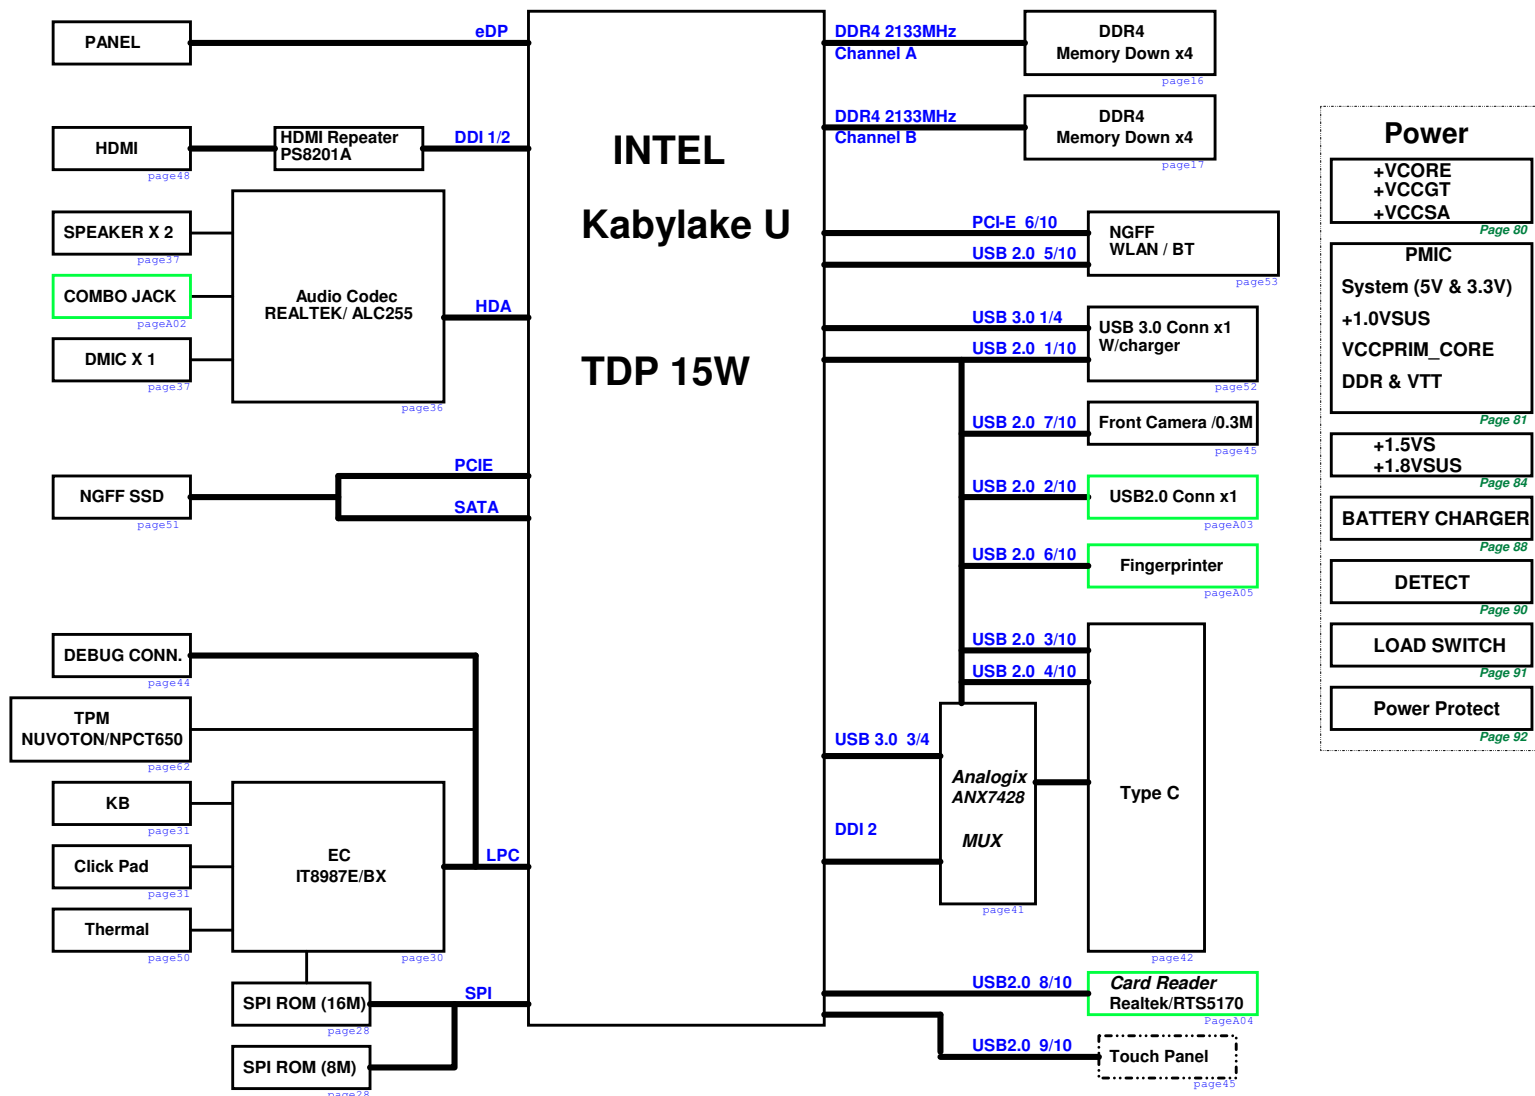 PANEL
eDP
HDMI
page48
HDMI Repeater
PS8201A
DDI 1/2
SPEAKER X 2
page37
COMBO JACK
pageA02
DMIC X 1
page37
Audio Codec
REALTEK/ ALC255
page36
HDA
NGFF SSD
page51
PCIE
SATA
DEBUG CONN.
page44
TPM
NUVOTON/NPCT650
page62
KB
page31
Click Pad
page31
Thermal
page50
EC
IT8987E/BX
page30
LPC
SPI ROM (16M)
page28
SPI
SPI ROM (8M)
page28
INTEL
Kabylake U
TDP 15W
DDR4 2133MHz
Channel A
DDR4
Memory Down x4
page16
DDR4 2133MHz
Channel B
DDR4
Memory Down x4
page17
PCI-E 6/10
USB 2.0 5/10
NGFF
WLAN / BT
page53
USB 3.0 1/4
USB 2.0 1/10
USB 3.0 Conn x1
W/charger
page52
USB 2.0 7/10
Front Camera /0.3M
page45
USB 2.0 2/10
USB2.0 Conn x1
pageA03
USB 2.0 6/10
Fingerprinter
pageA05
USB 2.0 3/10
USB 2.0 4/10
USB 3.0 3/4
DDI 2
Analogix
ANX7428
MUX
page41
Type C
page42
USB2.0 8/10
Card Reader
Realtek/RTS5170
PageA04
USB2.0 9/10
Touch Panel
page45
Power
+VCORE
+VCCGT
+VCCSA
Page 80
PMIC
System (5V & 3.3V)
+1.0VSUS
VCCPRIM_CORE
DDR & VTT
Page 81
+1.5VS
+1.8VSUS
Page 84
BATTERY CHARGER
Page 88
DETECT
Page 90
LOAD SWITCH
Page 91
Power Protect
Page 92